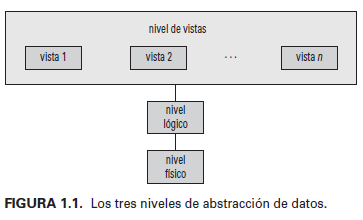 nivel de vistas
vista 1
vista 2
...
vista n
nivel
lógico
nivel
físico
FIGURA 1.1. Los tres niveles de abstracción de datos.